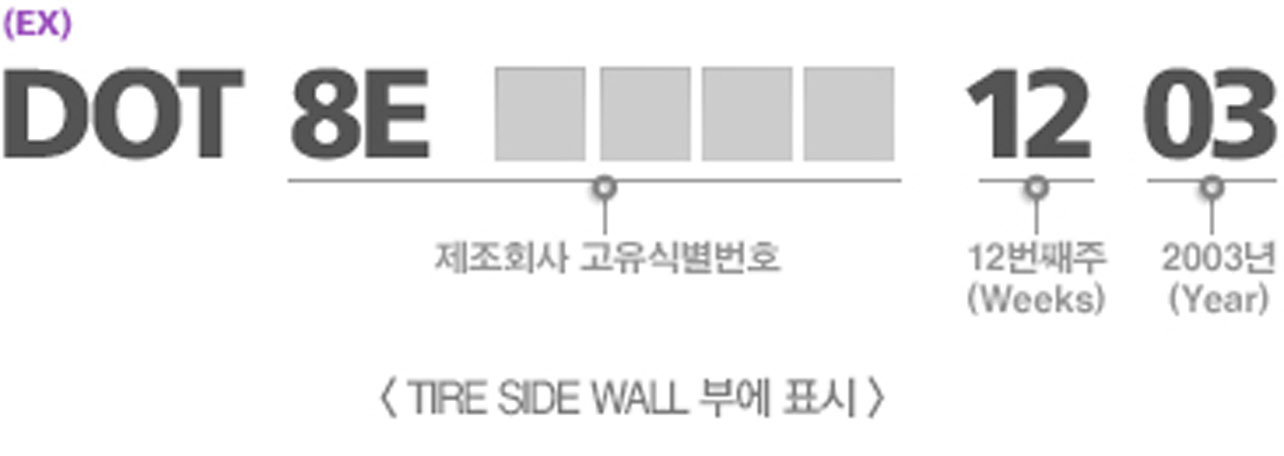 (EX)
DOT 8E 12 03
제조회사 고유식별번호
12번째주
(Weeks)
2003년
(Year)
〈 TIRE SIDE WALL 부에 표시 〉